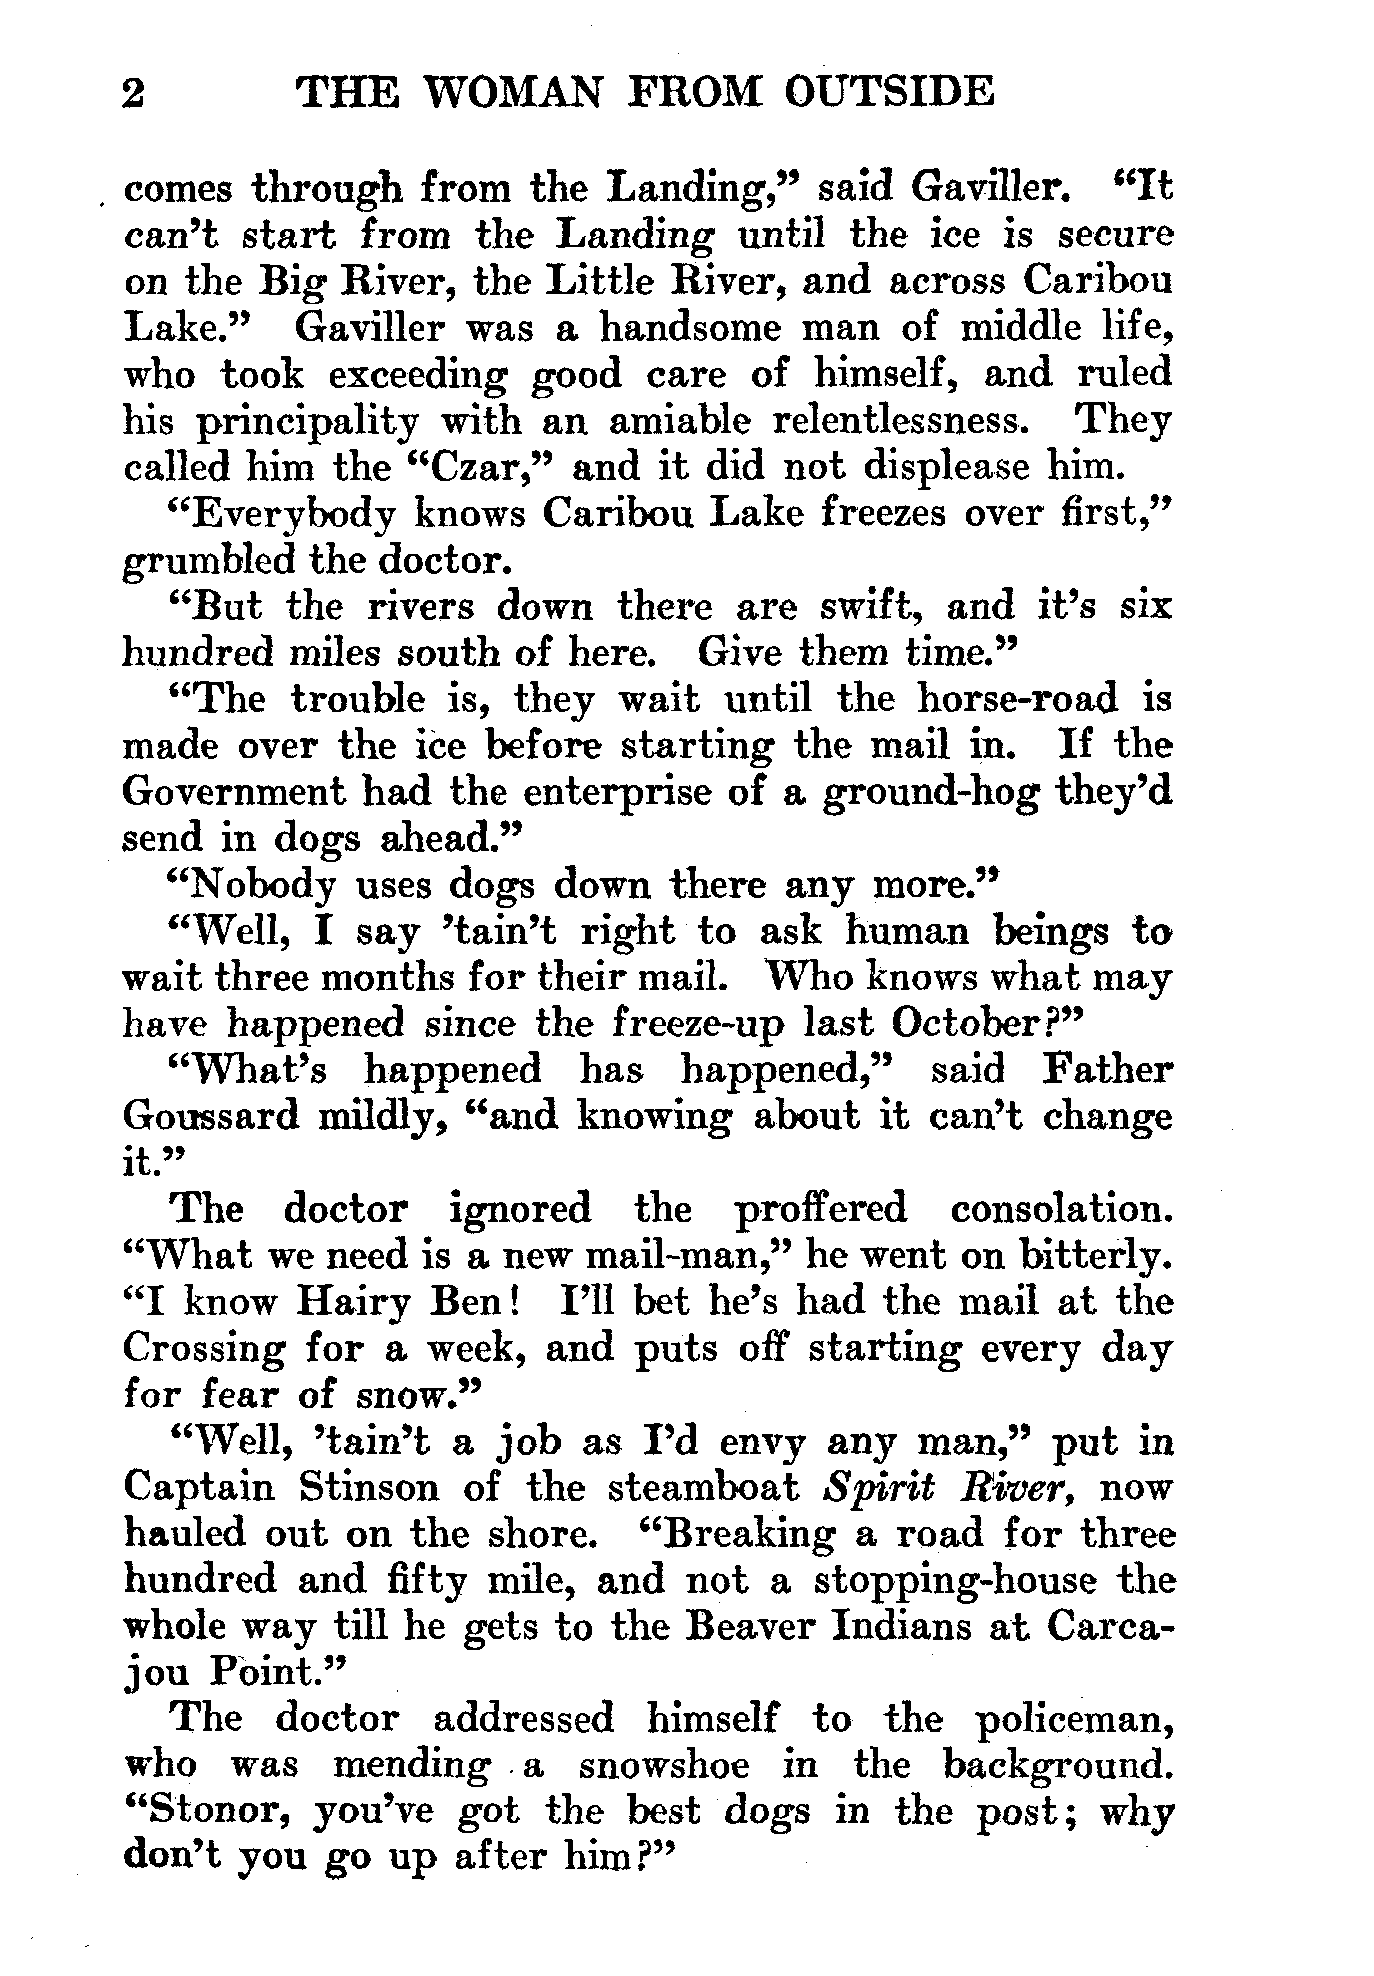 2 THE WOMAN FROM OUTSIDE
comes through from the Landing,” said Gaviller. “It
can’t start from the Landing until the ice is secure
on the Big River, the Little River, and across Caribou
Lake.” Gaviller was a handsome man of middle life,
who took exceeding good care of himself, and ruled
his principality with an amiable relentlessness. They
called him the “Czar,” and it did not displease him.
“Everybody knows Caribou Lake freezes over first,”
grumbled the doctor.
“But the rivers down there are swift, and it’s six
hundred miles south of here. Give them time.”
“The trouble is, they wait until the horse-road is
made over the ice before starting the mail in. If the
Government had the enterprise of a ground-hog they’d
send in dogs ahead.”
“Nobody uses dogs down there any more.”
“Well, I say ’tain’t right to ask human beings to
wait three months for their mail. Who knows what may
have happened since the freeze-up last October?”
“What’s happened has happened,” said Father
Goussard mildly, “and knowing about it can’t change
it.”
The doctor ignored the proffered consolation.
“What we need is a new mail-man,” he went on bitterly.
“I know Hairy Ben! I’ll bet he’s had the mail at the
Crossing for a week, and puts off starting every day
for fear of snow.”
“Well, ’tain’t a job as I’d envy any man,” put in
Captain Stinson of the steamboat Spirit River, now
hauled out on the shore. “Breaking a road for three
hundred and fifty mile, and not a stopping-house the
whole way till he gets to the Beaver Indians at Carca-
jou Point.”
The doctor addressed himself to the policeman,
who was mending a snowshoe in the background.
“Stonor, you’ve got the best dogs in the post; why
don’t you go up after him?”